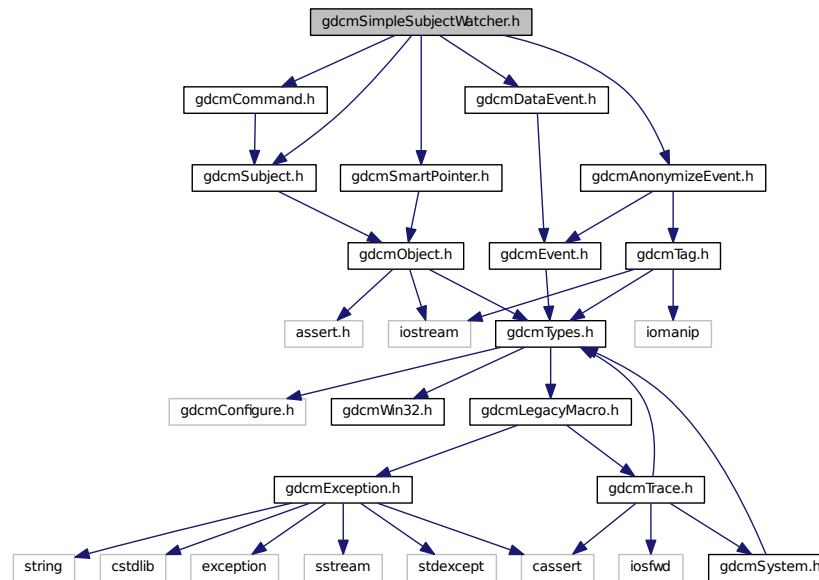 gdcmSimpleSubjectWatcher.h
gdcmCommand.h
gdcmDataEvent.h
gdcmSubject.h
gdcmSmartPointer.h
gdcmAnonymizeEvent.h
gdcmObject.h
gdcmEvent.h
gdcmTag.h
assert.h
iostream
gdcmTypes.h
iomanip
gdcmConfigure.h
gdcmWin32.h
gdcmLegacyMacro.h
gdcmException.h
gdcmTrace.h
string
cstdlib
exception
sstream
stdexcept
cassert
iosfwd
gdcmSystem.h